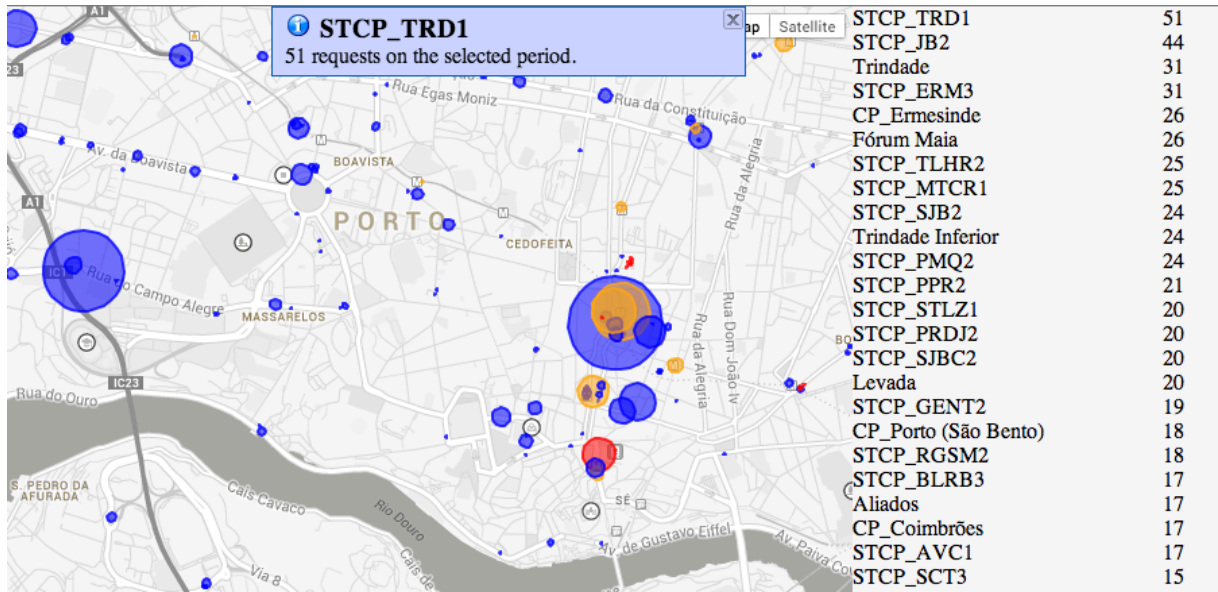 STCP_TRD1
51 requests on the selected period.
X
ap
Satellite
A1
23
Rua Egas Moniz
Rua da Constituição
Av. da Boavista
BOAVISTA
Rua da Alegria
A1
PORTO
CEDOFEITA
IC1
Rua do Campo Alegre
MASSARELOS
Rua da Alegria
Rua Dom João Iv
BO
IC23
Rua do Ouro
S. PEDRO DA
AFURADA
Cais Cavaco
Rio Douro
SÉ
Av. de Gustavo Eiffel
Av. Paiva Cou
Via 8
Cais de
STCP_TRD1 51
STCP_JB2 44
Trindade 31
STCP_ERM3 31
CP_Ermesinde 26
Fórum Maia 26
STCP_TLHR2 25
STCP_MTCR1 25
STCP_SJB2 24
Trindade Inferior 24
STCP_PMQ2 24
STCP_PPR2 21
STCP_STLZ1 20
STCP_PRDJ2 20
STCP_SJBC2 20
Levada 20
STCP_GENT2 19
CP_Porto (São Bento) 18
STCP_RGSM2 18
STCP_BLRB3 17
Aliados 17
CP_Coimbrões 17
STCP_AVC1 17
STCP_SCT3 15